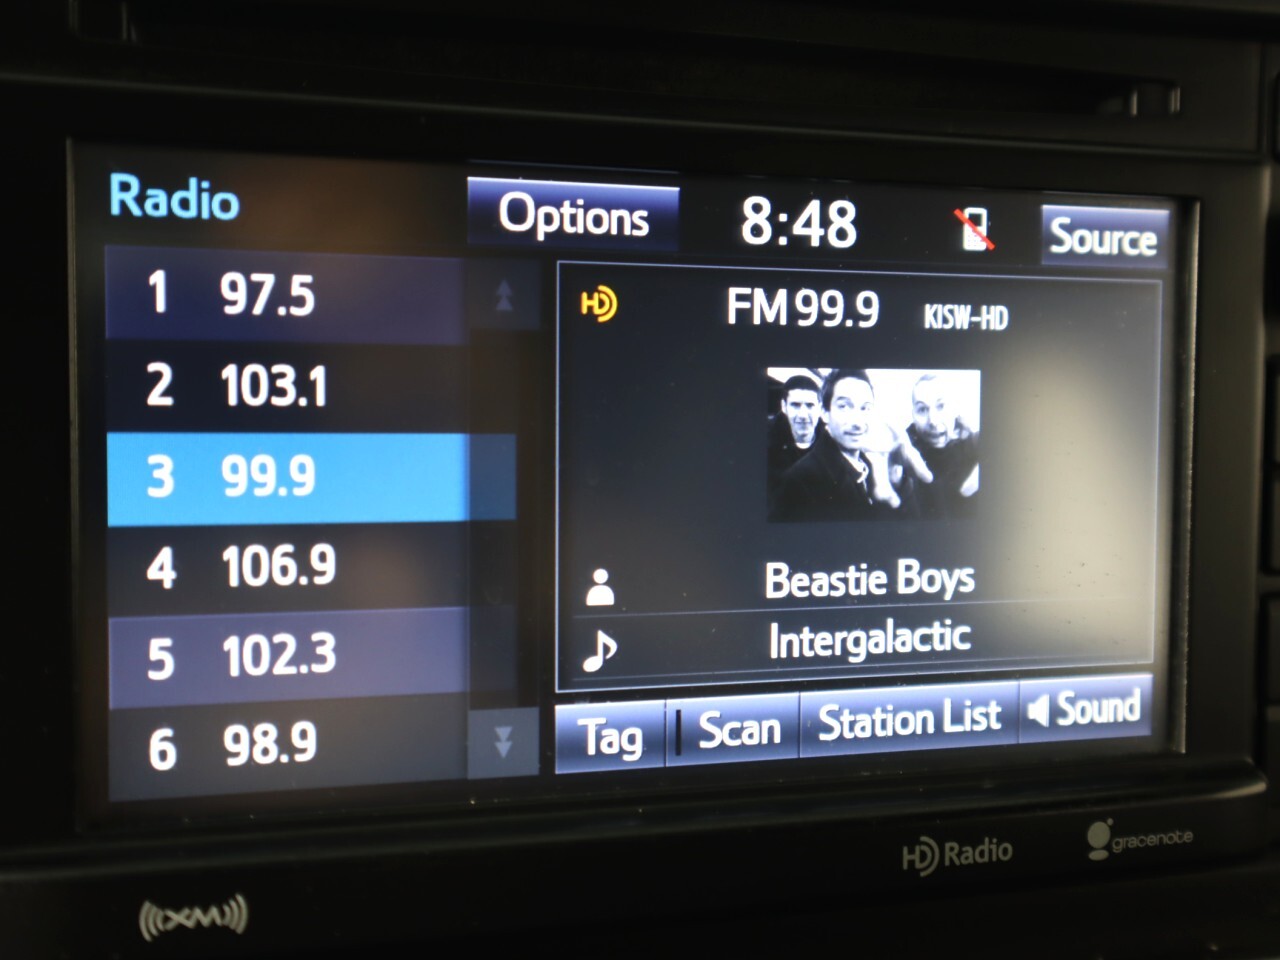 Radio
Options
8:48
Source
1 97.5
2 103.1
3 99.9
4 106.9
5 102.3
6 98.9
HD
FM 99.9 KISW-HD
Beastie Boys
Intergalactic
Tag
Scan
Station List
Sound
HD Radio
gracenote
XM